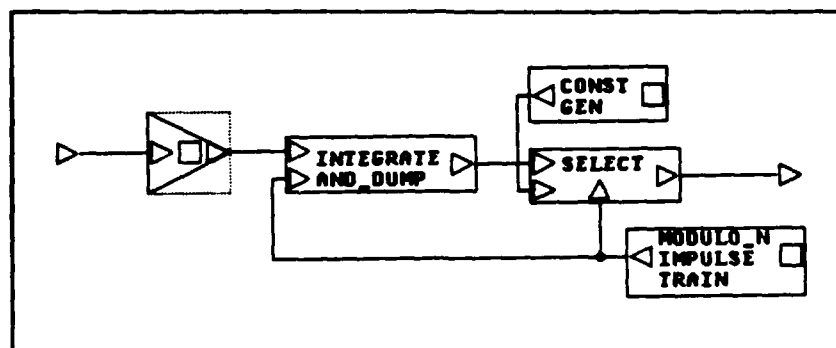 CONST
GEN
INTEGRATE
AND_DUMP
SELECT
MODULO_N
IMPULSE
TRAIN